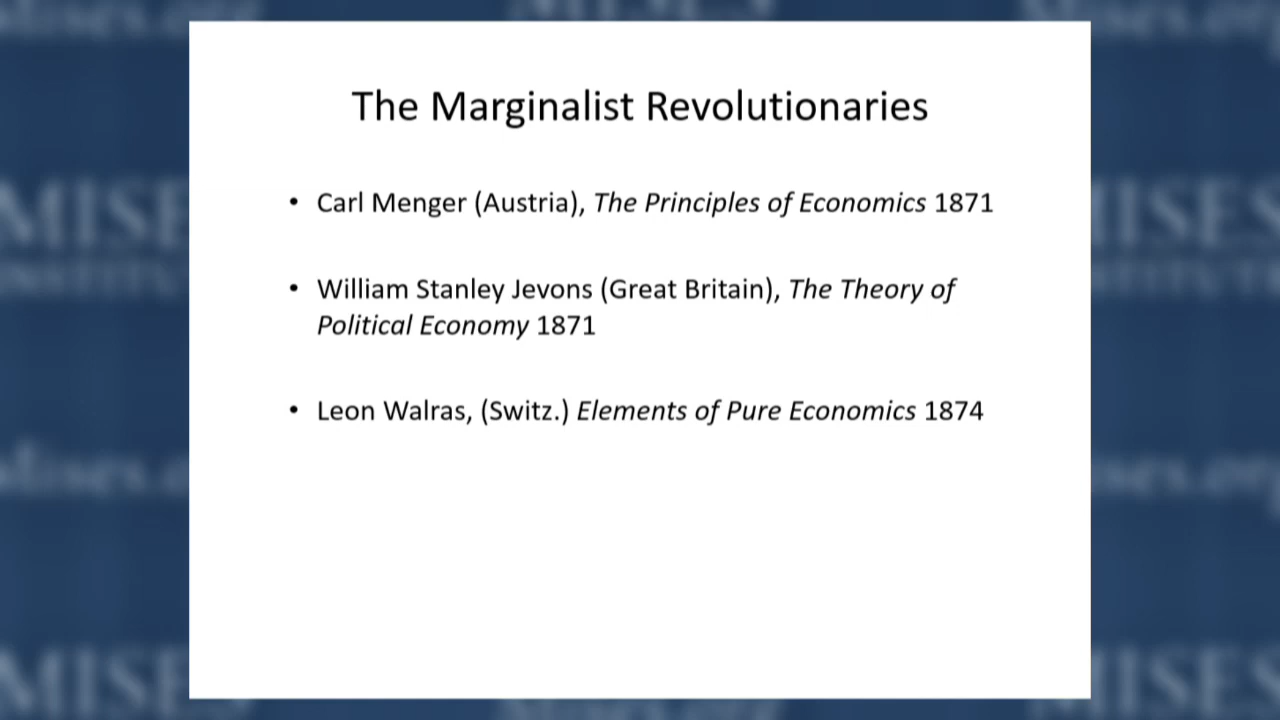 The Marginalist Revolutionaries
• Carl Menger (Austria), The Principles of Economics 1871
• William Stanley Jevons (Great Britain), The Theory of
Political Economy 1871
• Leon Walras, (Switz.) Elements of Pure Economics 1874